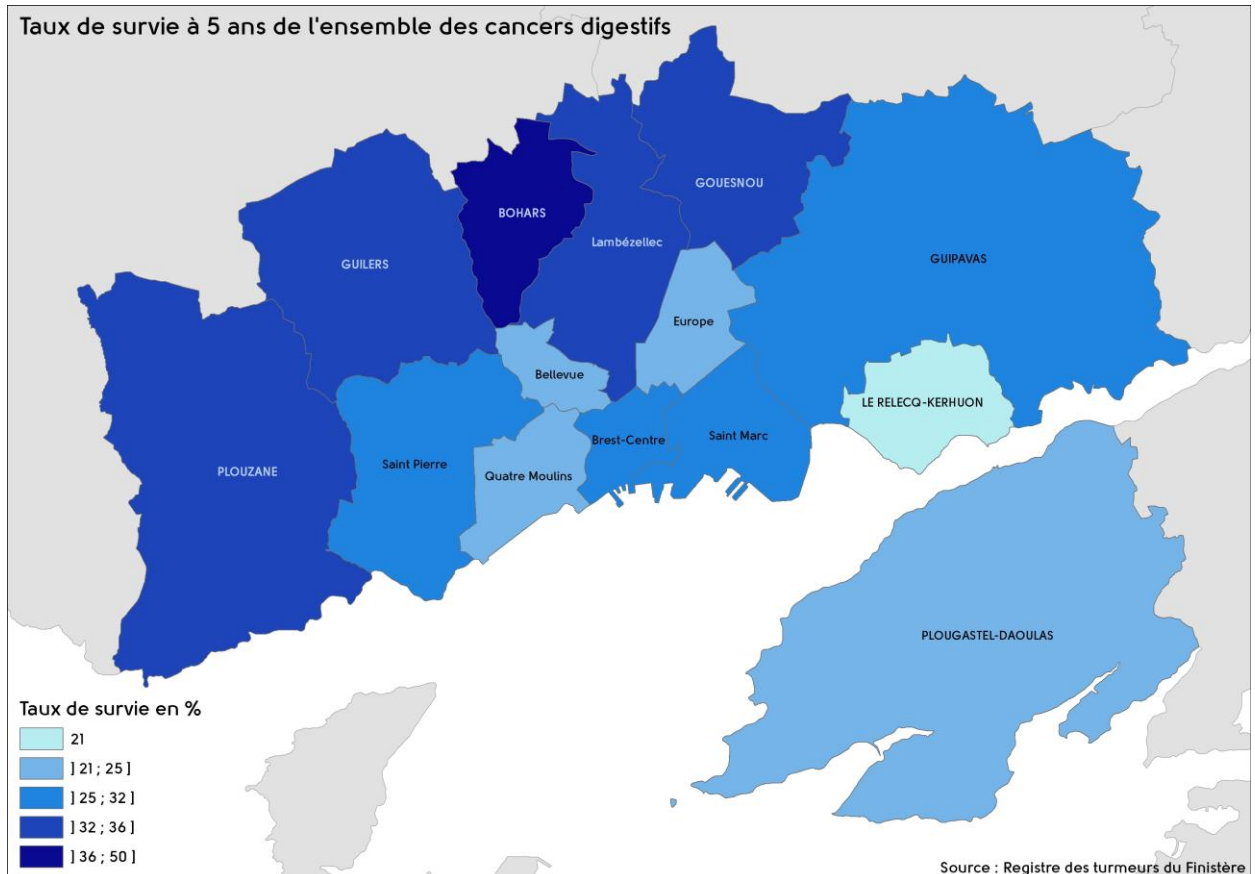 Taux de survie à 5 ans de l'ensemble des cancers digestifs
GOUESNOU
BOHARS
Lambézellec
GUILERS
GUIPAVAS
Europe
Bellevue
LE RELECQ-KERHUON
Brest-Centre
Saint Marc
Saint Pierre
PLOUZANE
Quatre Moulins
PLOUGASTEL-DAOULAS
Taux de survie en %
21
] 21 ; 25 ]
] 25 ; 32 ]
] 32 ; 36 ]
] 36 ; 50 ]
Source : Registre des turmeurs du Finistère